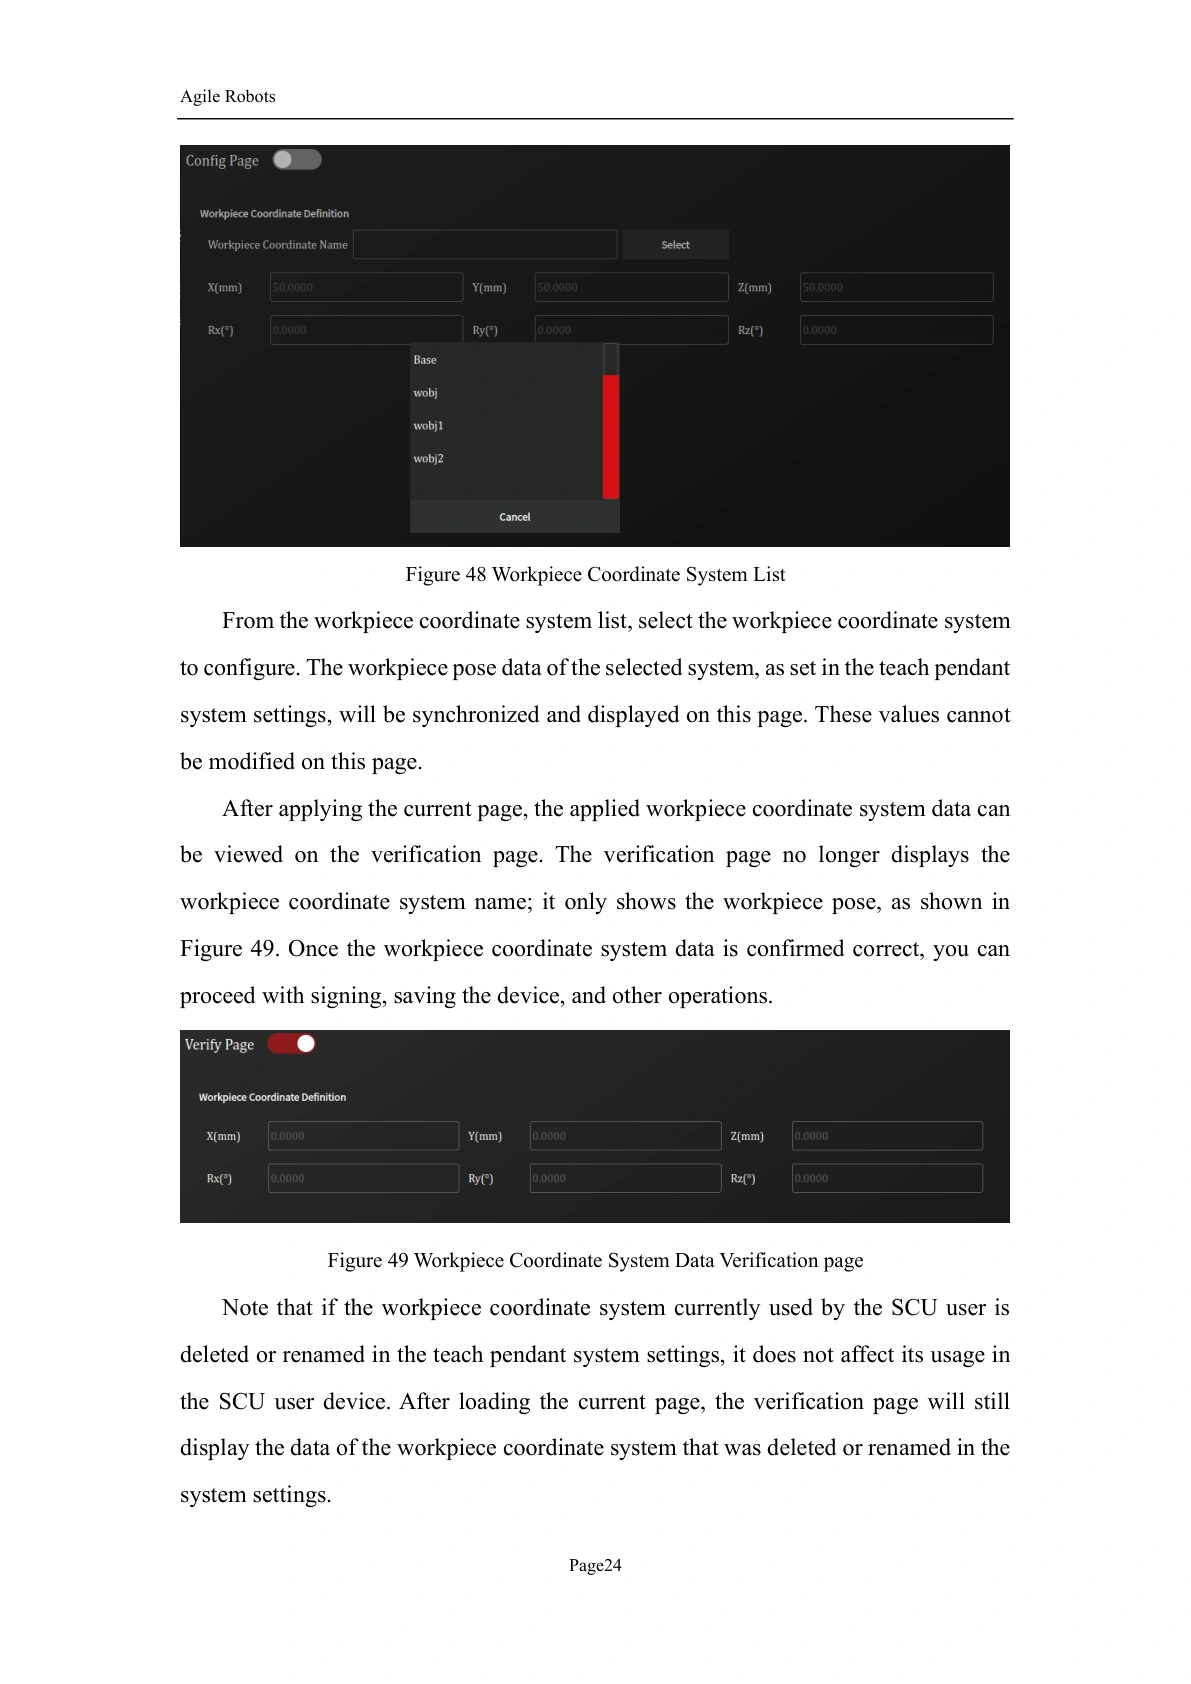 Agile Robots
Config Page
Workpiece Coordinate Definition
Workpiece Coordinate Name Select
X(mm) 50.0000 Y(mm) 50.0000 Z(mm) 50.0000
Rx(°) 0.0000 Ry(°) 0.0000 Rz(°) 0.0000
Base
wobj
wobj1
wobj2
Cancel
Figure 48 Workpiece Coordinate System List
From the workpiece coordinate system list, select the workpiece coordinate system
to configure. The workpiece pose data of the selected system, as set in the teach pendant
system settings, will be synchronized and displayed on this page. These values cannot
be modified on this page.
After applying the current page, the applied workpiece coordinate system data can
be viewed on the verification page. The verification page no longer displays the
workpiece coordinate system name; it only shows the workpiece pose, as shown in
Figure 49. Once the workpiece coordinate system data is confirmed correct, you can
proceed with signing, saving the device, and other operations.
Verify Page
Workpiece Coordinate Definition
X(mm) 0.0000 Y(mm) 0.0000 Z(mm) 0.0000
Rx(°) 0.0000 Ry(°) 0.0000 Rz(°) 0.0000
Figure 49 Workpiece Coordinate System Data Verification page
Note that if the workpiece coordinate system currently used by the SCU user is
deleted or renamed in the teach pendant system settings, it does not affect its usage in
the SCU user device. After loading the current page, the verification page will still
display the data of the workpiece coordinate system that was deleted or renamed in the
system settings.
Page24